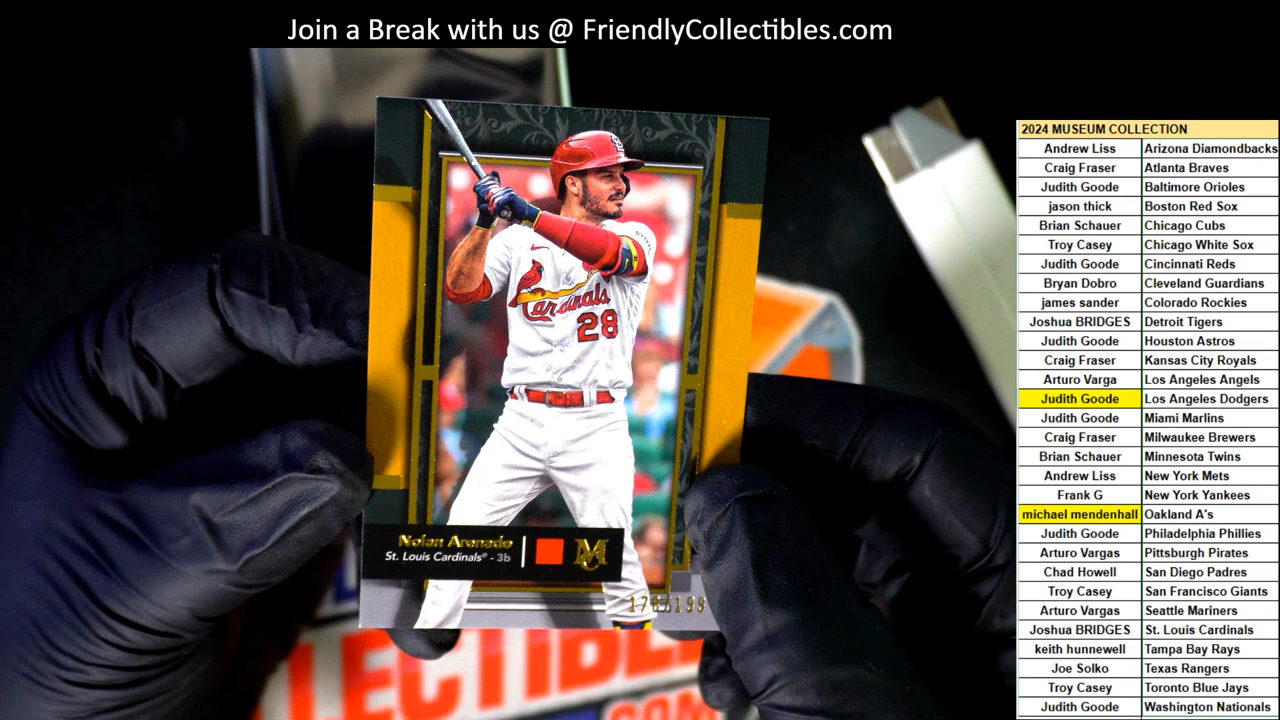 Join a Break with us @ FriendlyCollectibles.com
Cardinals
28
Nolan Arenado
St. Louis Cardinals® - 3b
MC
/199
LECTIBLES
.COM
2024 MUSEUM COLLECTION
Andrew Liss Arizona Diamondbacks
Craig Fraser Atlanta Braves
Judith Goode Baltimore Orioles
jason thick Boston Red Sox
Brian Schauer Chicago Cubs
Troy Casey Chicago White Sox
Judith Goode Cincinnati Reds
Bryan Dobro Cleveland Guardians
james sander Colorado Rockies
Joshua BRIDGES Detroit Tigers
Judith Goode Houston Astros
Craig Fraser Kansas City Royals
Arturo Varga Los Angeles Angels
Judith Goode Los Angeles Dodgers
Judith Goode Miami Marlins
Craig Fraser Milwaukee Brewers
Brian Schauer Minnesota Twins
Andrew Liss New York Mets
Frank G New York Yankees
michael mendenhall Oakland A's
Judith Goode Philadelphia Phillies
Arturo Vargas Pittsburgh Pirates
Chad Howell San Diego Padres
Troy Casey San Francisco Giants
Arturo Vargas Seattle Mariners
Joshua BRIDGES St. Louis Cardinals
keith hunnewell Tampa Bay Rays
Joe Solko Texas Rangers
Troy Casey Toronto Blue Jays
Judith Goode Washington Nationals